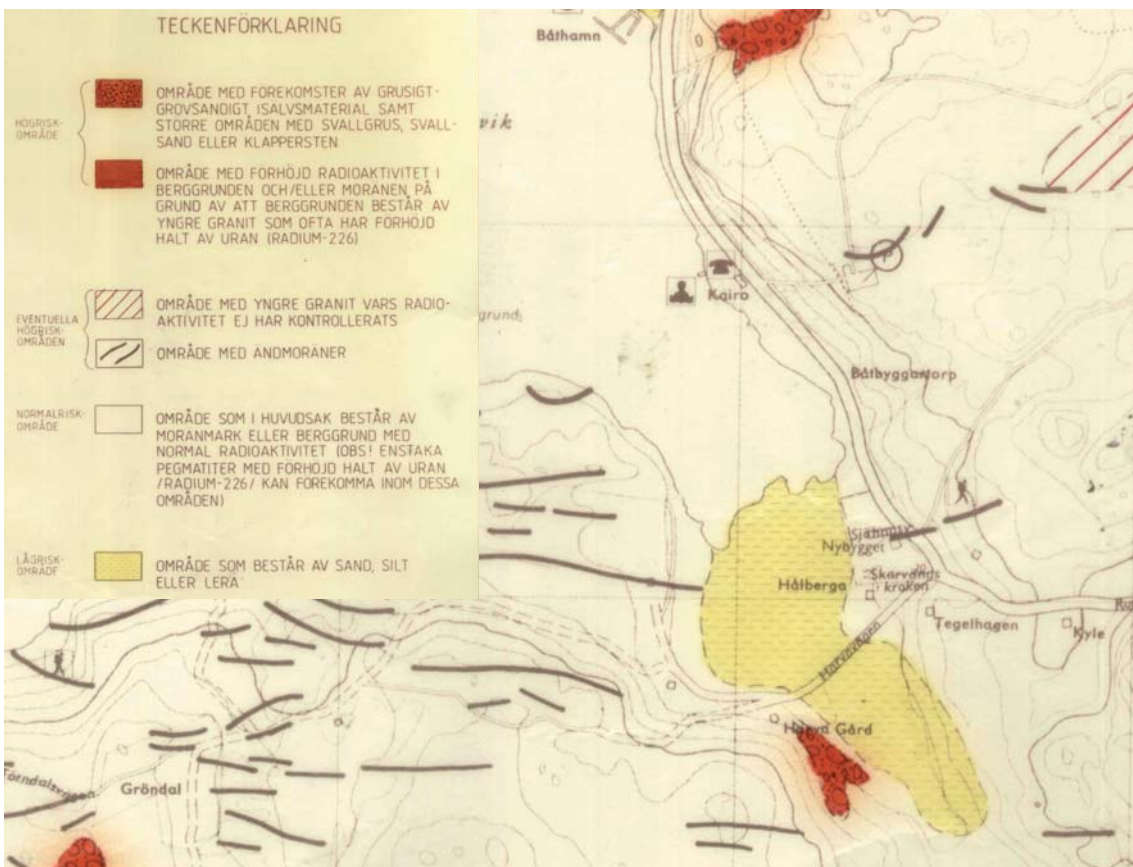 TECKENFÖRKLARING
HÖGRISK-
OMRÅDE
OMRÅDE MED FÖREKOMSTER AV GRUSIGT-
GROVSANDIGT ISÄLVSMATERIAL SAMT
STÖRRE OMRÅDEN MED SVALLGRUS, SVALL-
SAND ELLER KLAPPERSTEN
OMRÅDE MED FÖRHÖJD RADIOAKTIVITET I
BERGGRUNDEN OCH/ELLER MORÄNEN, PÅ
GRUND AV ATT BERGGRUNDEN BESTÅR AV
YNGRE GRANIT SOM OFTA HAR FÖRHÖJD
HALT AV URAN (RADIUM-226)
EVENTUELLA
HÖGRISK-
OMRÅDEN
OMRÅDE MED YNGRE GRANIT VARS RADIO-
AKTIVITET EJ HAR KONTROLLERATS
OMRÅDE MED ÄNDMORÄNER
NORMALRISK-
OMRÅDE
OMRÅDE SOM I HUVUDSAK BESTÅR AV
MORÄNMARK ELLER BERGGRUND MED
NORMAL RADIOAKTIVITET (OBS! ENSTAKA
PEGMATITER MED FÖRHÖJD HALT AV URAN
/RADIUM-226/ KAN FÖREKOMMA INOM DESSA
OMRÅDEN)
LÅGRISK-
OMRÅDE
OMRÅDE SOM BESTÅR AV SAND, SILT
ELLER LERA
Båthamn
vik
Kairo
grund
Båtbyggartorp
Nybygget
Hålberga
Skarvängs
kroken
Tegelhagen
Kyle
Ru
Härvavägen
Gård
Gröndal